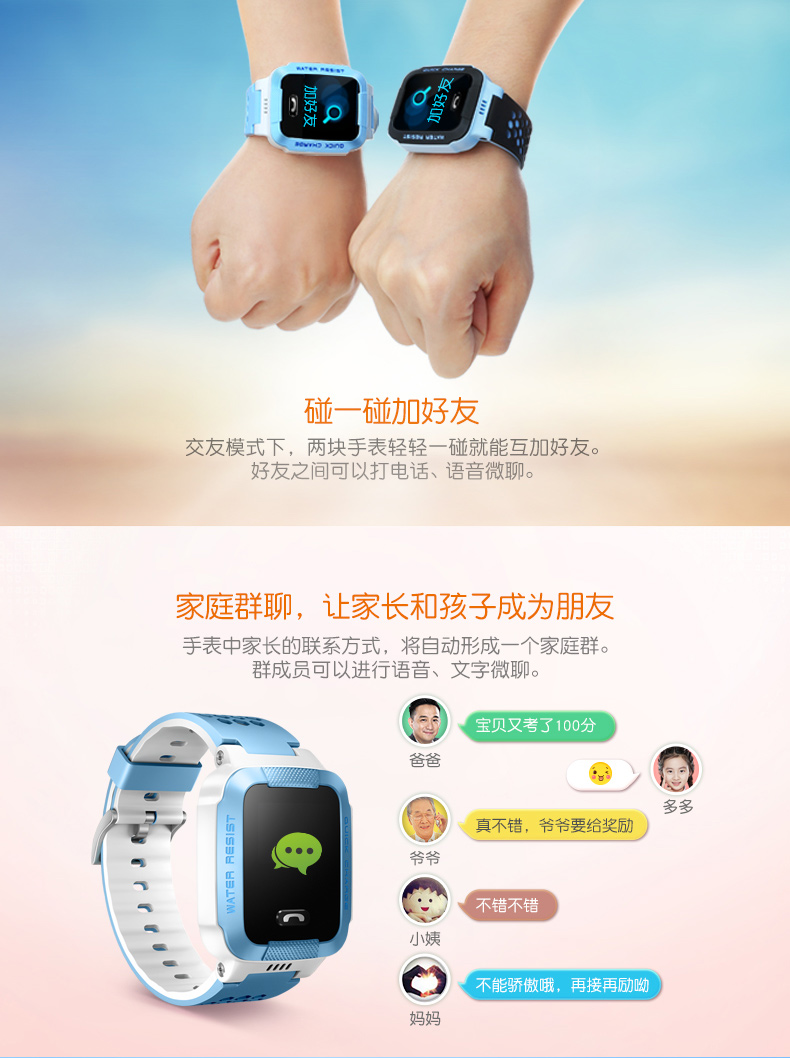 WATER RESIST
加好友
QUICK CHARGE
QUICK CHARGE
加好友
WATER RESIST
碰一碰加好友
交友模式下，两块手表轻轻一碰就能互加好友。
好友之间可以打电话、语音微聊。
家庭群聊，让家长和孩子成为朋友
手表中家长的联系方式，将自动形成一个家庭群。
群成员可以进行语音、文字微聊。
宝贝又考了100分
爸爸
多多
真不错，爷爷要给奖励
爷爷
不错不错
小姨
不能骄傲哦，再接再励呦
妈妈
WATER RESIST